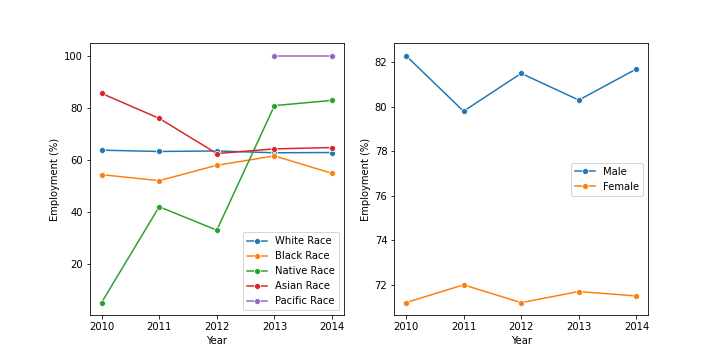 Employment (%)
100
80
60
40
20
2010 2011 2012 2013 2014
Year
White Race
Black Race
Native Race
Asian Race
Pacific Race
Employment (%)
82
80
78
76
74
72
2010 2011 2012 2013 2014
Year
Male
Female